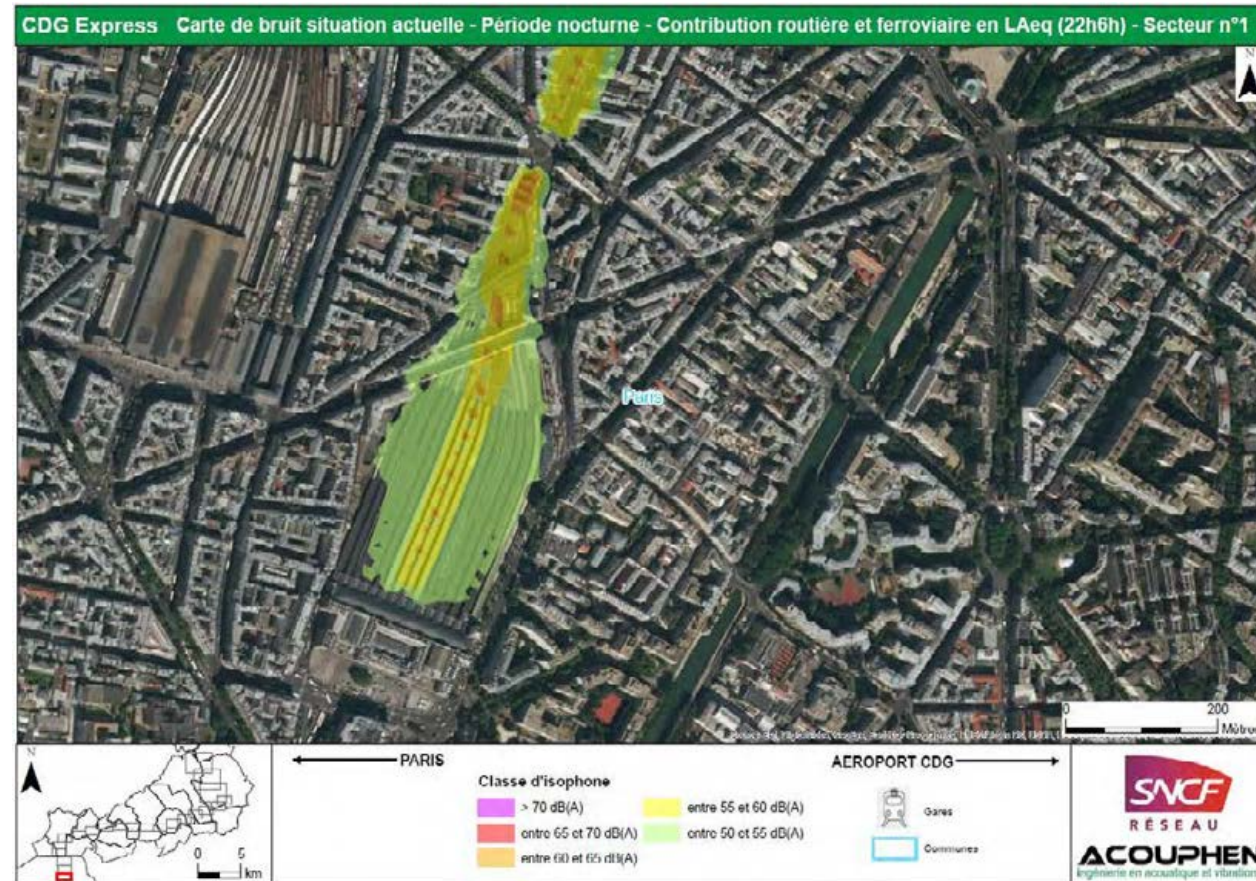 CDG Express Carte de bruit situation actuelle - Période nocturne - Contribution routière et ferroviaire en LAeq (22h6h) - Secteur n°1
N
Paris
0 200
Mètres
N
0 5
km
PARIS
AEROPORT CDG
Classe d'isophone
> 70 dB(A)
entre 55 et 60 dB(A)
entre 65 et 70 dB(A)
entre 50 et 55 dB(A)
entre 60 et 65 dB(A)
Gares
Communes
SNCF
RÉSEAU
ACOUPHEN
Ingénierie en acoustique et vibration